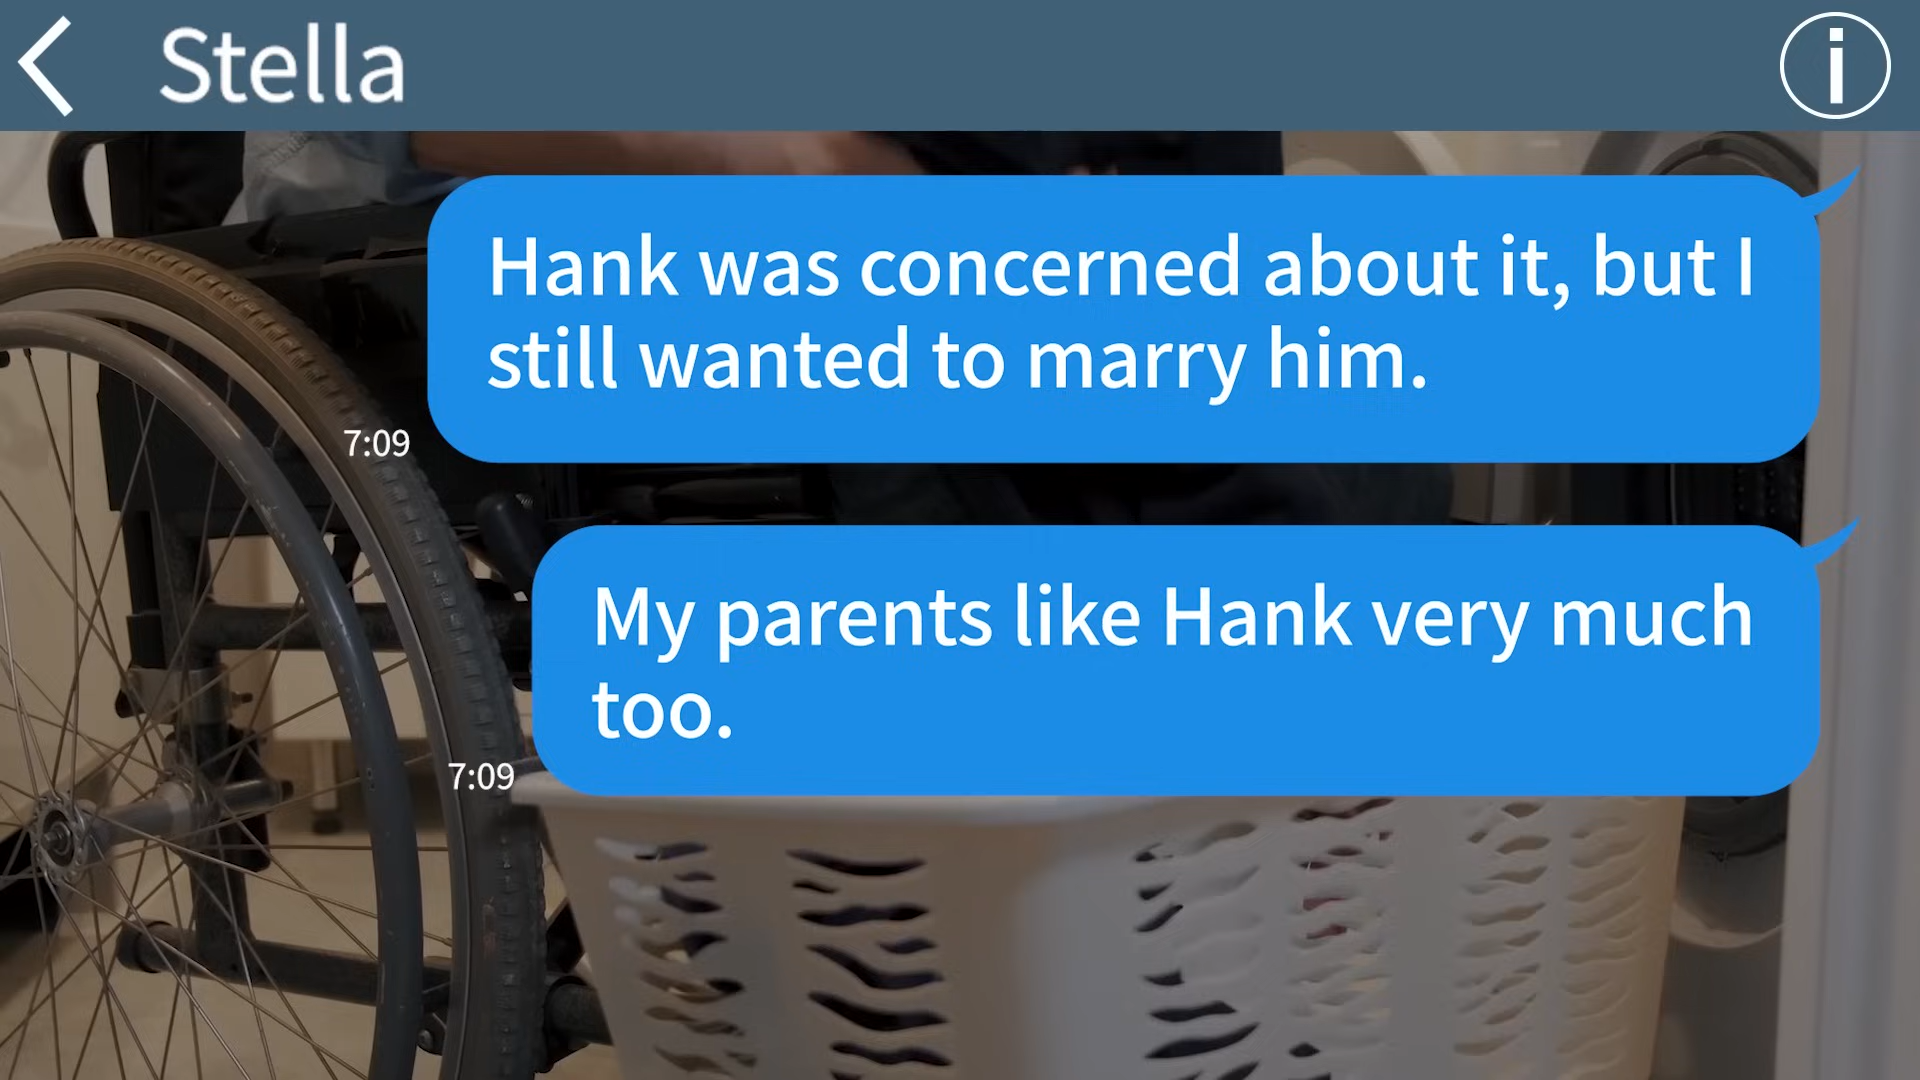 Stella
Hank was concerned about it, but I
still wanted to marry him.
7:09
My parents like Hank very much
too.
7:09